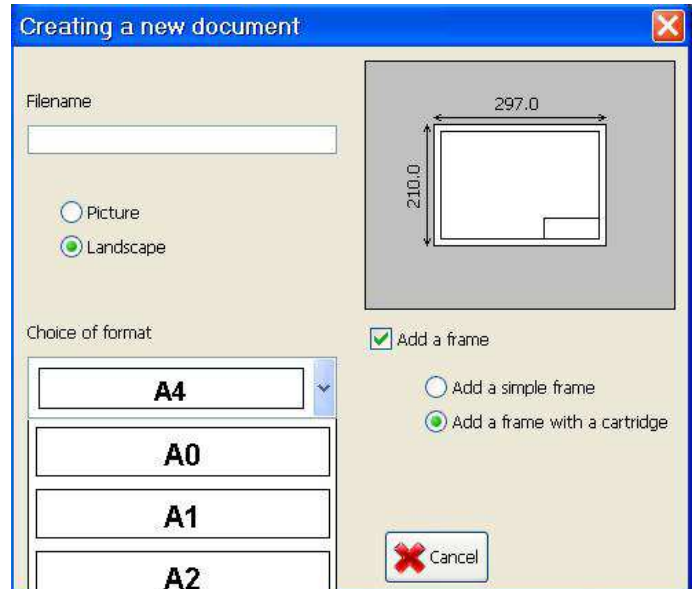 Creating a new document
Filename
Picture
Landscape
297.0
210.0
Choice of format
A4
A0
A1
A2
Add a frame
Add a simple frame
Add a frame with a cartridge
Cancel